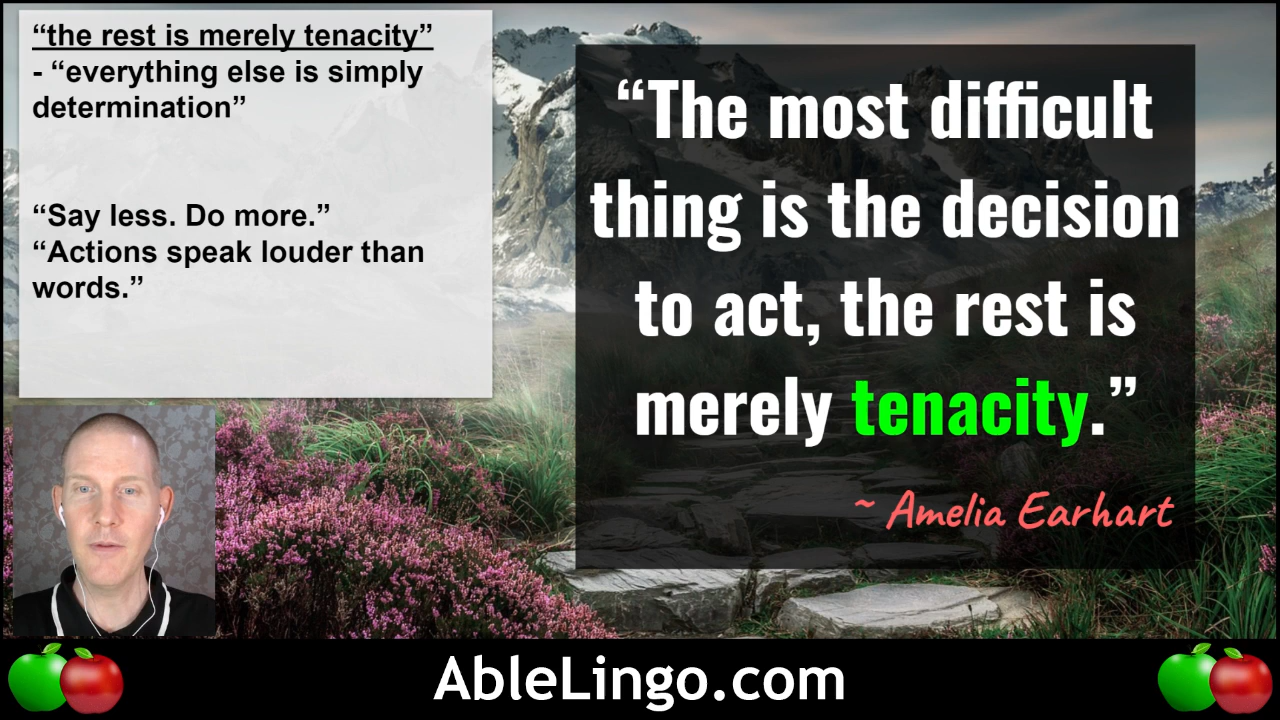 “the rest is merely tenacity”
- “everything else is simply
determination”
“Say less. Do more.”
“Actions speak louder than
words.”
“The most difficult
thing is the decision
to act, the rest is
merely tenacity.”
~ Amelia Earhart
AbleLingo.com